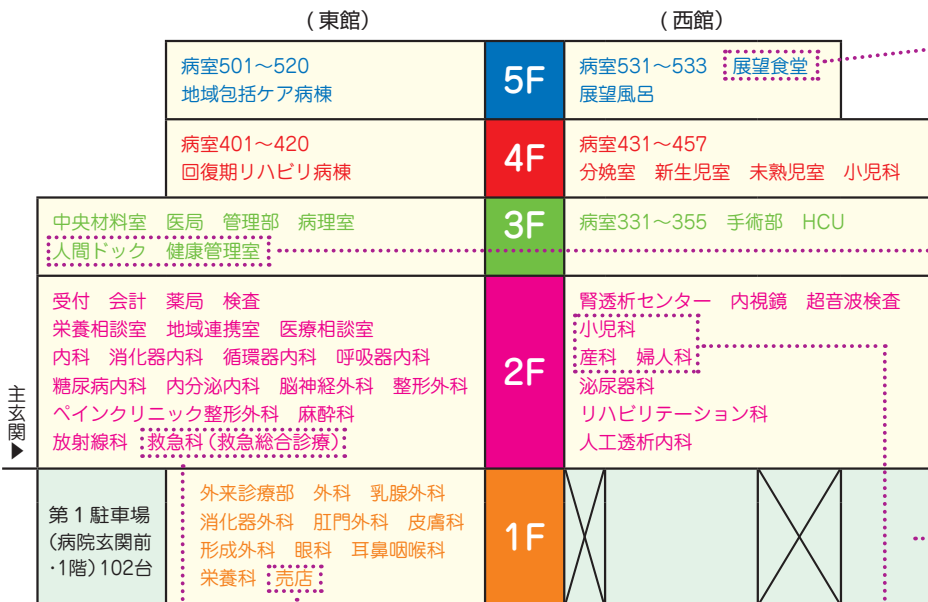 (東館)
(西館)
病室501〜520
地域包括ケア病棟
5F
病室531〜533　展望食堂
展望風呂
病室401〜420
回復期リハビリ病棟
4F
病室431〜457
分娩室　新生児室　未熟児室　小児科
中央材料室　医局　管理部　病理室
人間ドック　健康管理室
3F
病室331〜355　手術部　HCU
受付　会計　薬局　検査
栄養相談室　地域連携室　医療相談室
内科　消化器内科　循環器内科　呼吸器内科
糖尿病内科　内分泌内科　脳神経外科　整形外科
ペインクリニック整形外科　麻酔科
放射線科　救急科(救急総合診療)
2F
腎透析センター　内視鏡　超音波検査
小児科
産科　婦人科
泌尿器科
リハビリテーション科
人工透析内科
主玄関▶
第1駐車場
(病院玄関前
・1階)102台
外来診療部　外科　乳腺外科
消化器外科　肛門外科　皮膚科
形成外科　眼科　耳鼻咽喉科
栄養科　売店
1F